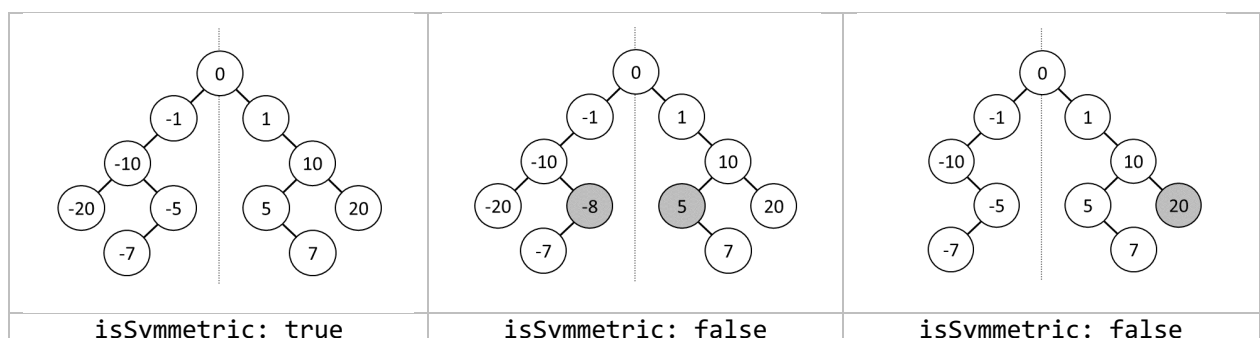 0 0 0
-1 1 -1 1 -1 1
-10 10 -10 10 -10 10
-20 -5 5 20 -20 -8 5 20 -5 5 20
-7 7 -7 7 -7 7
isSymmetric: true isSymmetric: false isSymmetric: false